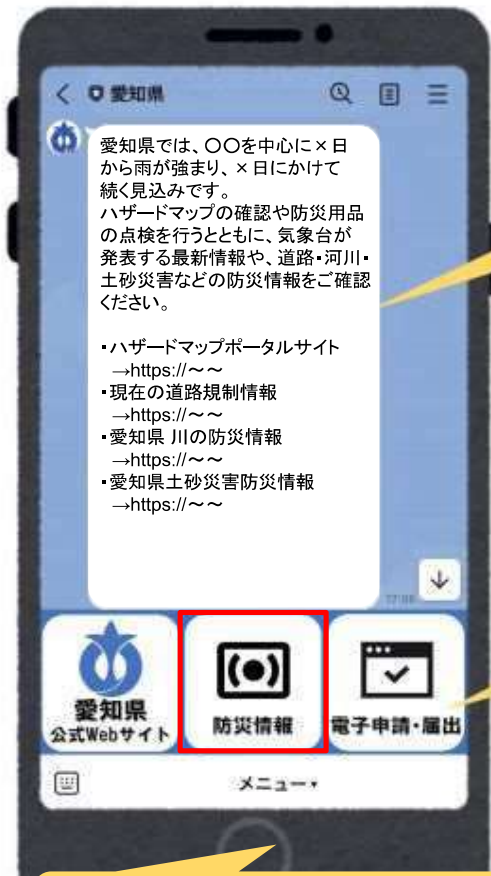 愛知県
愛知県では、〇〇を中心に×日
から雨が強まり、×日にかけて
続く見込みです。
ハザードマップの確認や防災用品
の点検を行うとともに、気象台が
発表する最新情報や、道路・河川・
土砂災害などの防災情報をご確認
ください。
・ハザードマップポータルサイト
→https://～～
・現在の道路規制情報
→https://～～
・愛知県 川の防災情報
→https://～～
・愛知県土砂災害防災情報
→https://～～
愛知県
公式Webサイト
防災情報
電子申請・届出
メニュー▾